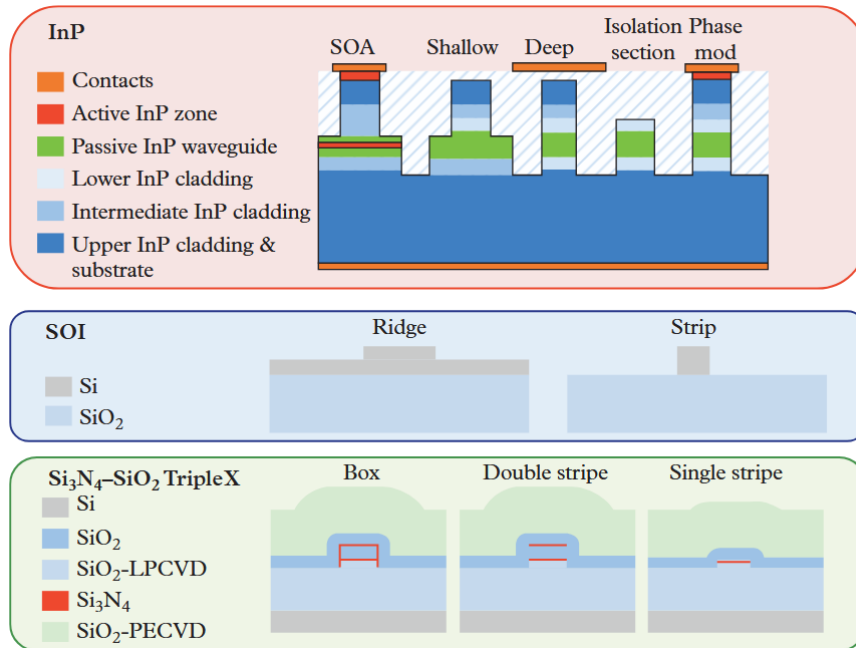 InP
SOA
Shallow
Deep
Isolation section
Phase mod
Contacts
Active InP zone
Passive InP waveguide
Lower InP cladding
Intermediate InP cladding
Upper InP cladding &
substrate
SOI
Ridge
Strip
Si
SiO₂
Si₃N₄–SiO₂ TripleX
Box
Double stripe
Single stripe
Si
SiO₂
SiO₂-LPCVD
Si₃N₄
SiO₂-PECVD